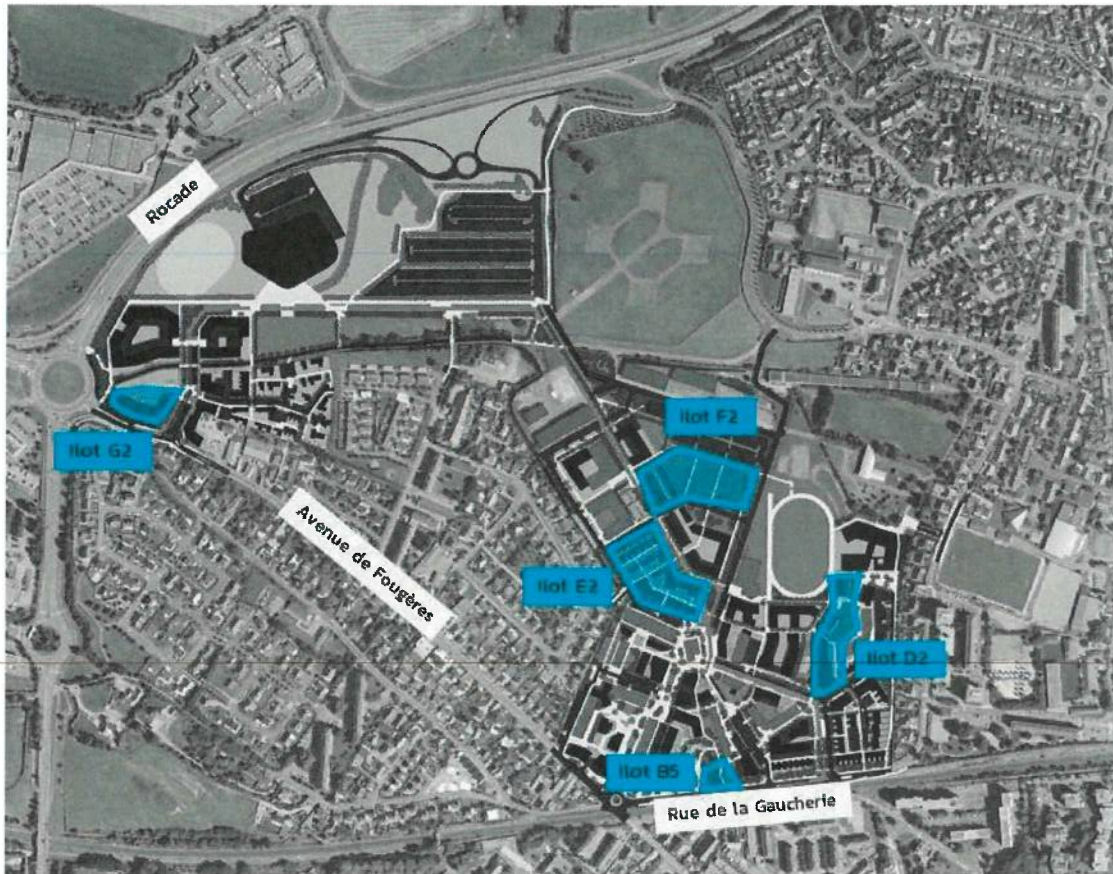 Rocade
Ilot F2
Ilot G2
Avenue de Fougères
Ilot E2
Ilot D2
Ilot B5
Rue de la Gaucherie